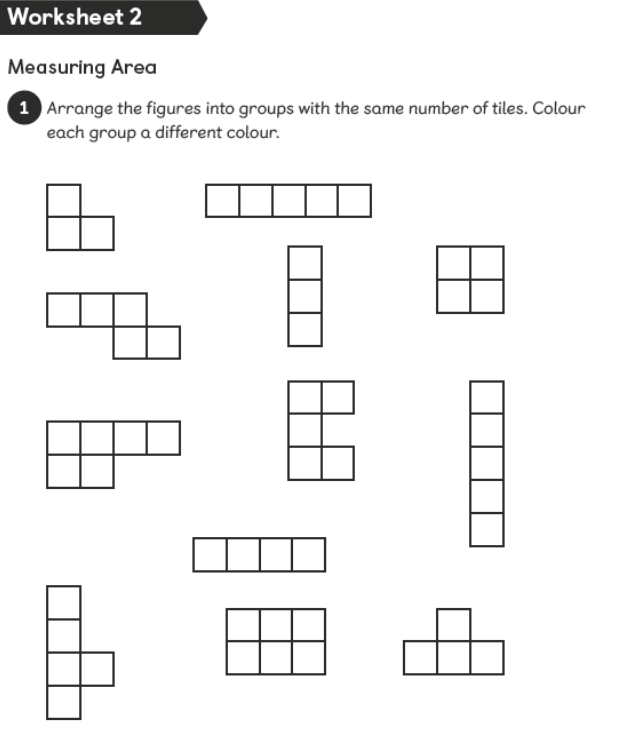 Worksheet 2
Measuring Area
1 Arrange the figures into groups with the same number of tiles. Colour
each group a different colour.